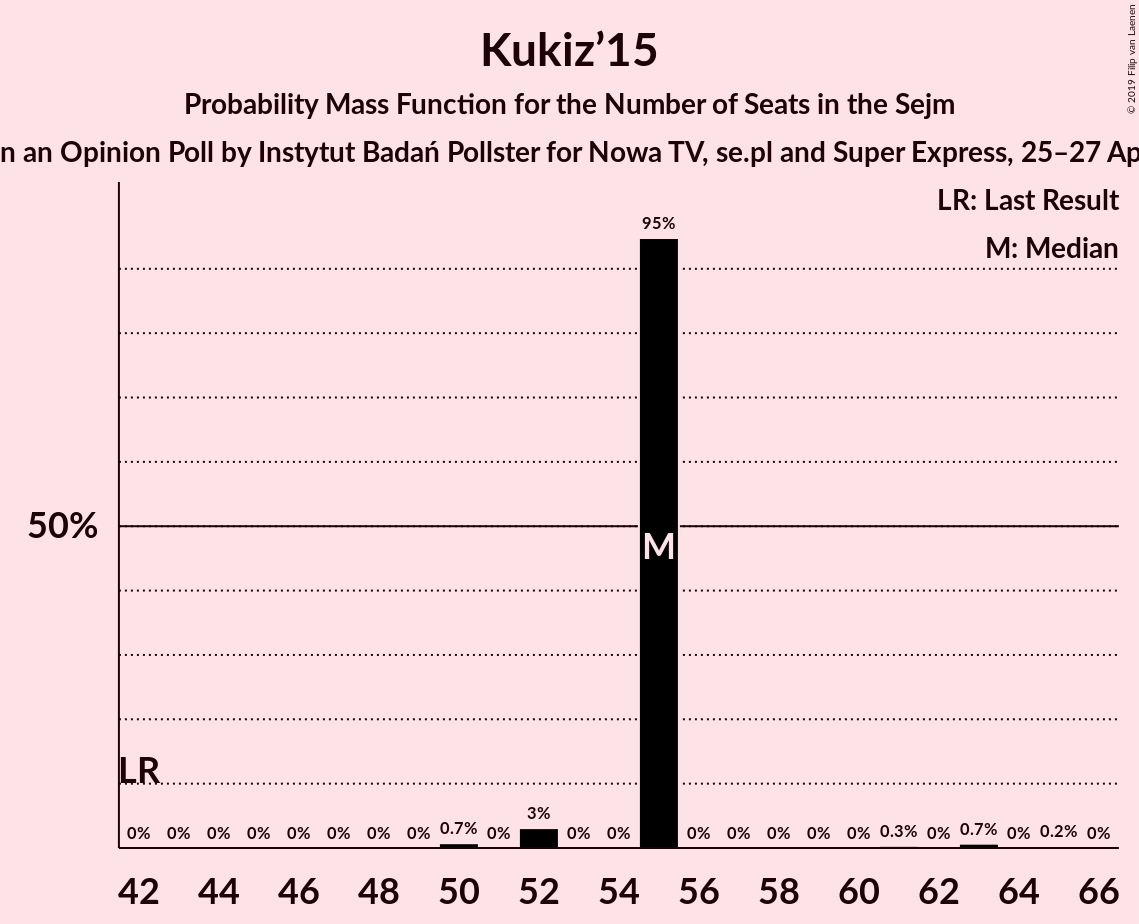 Kukiz’15
Probability Mass Function for the Number of Seats in the Sejm
an Opinion Poll by Instytut Badań Pollster for Nowa TV, se.pl and Super Express, 25–27
© 2019 Filip van Laenen
LR: Last Result
M: Median
95%
50%
M
LR
0% 0% 0% 0% 0% 0% 0% 0% 0.7% 0% 3% 0% 0% 0% 0% 0% 0% 0% 0.3% 0% 0.7% 0% 0.2% 0%
42 44 46 48 50 52 54 56 58 60 62 64 66